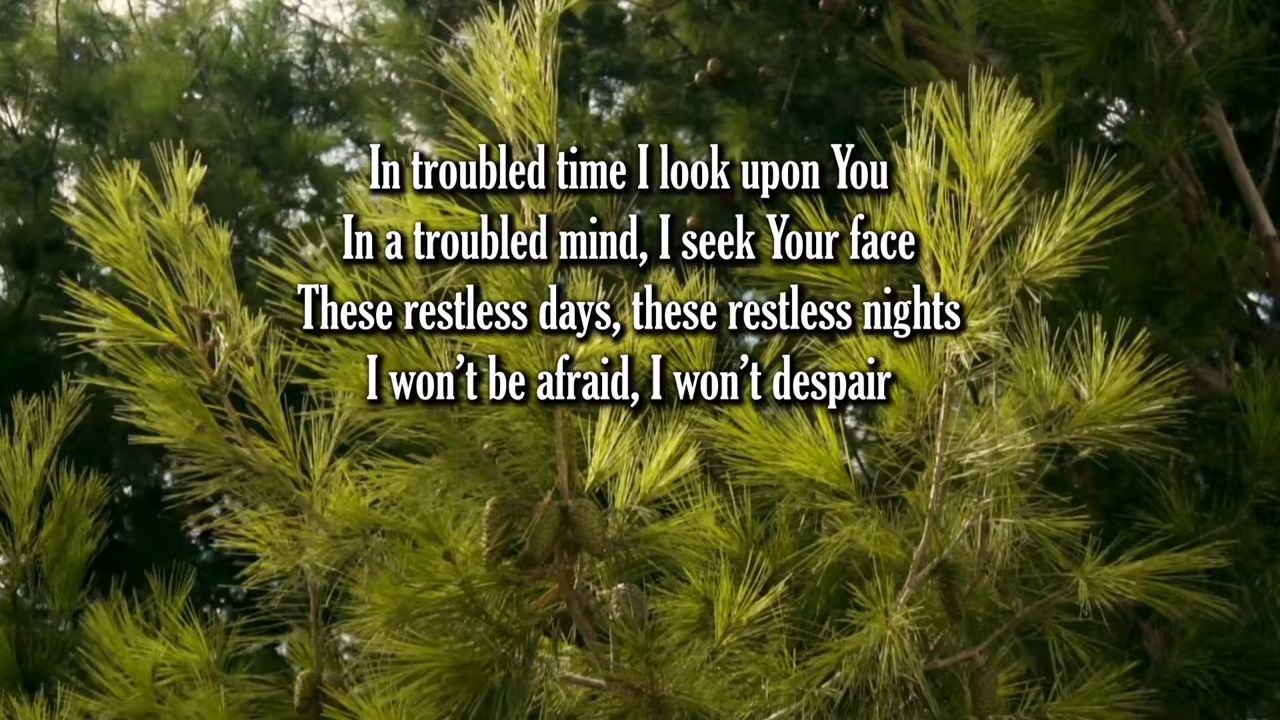 In troubled time I look upon You
In a troubled mind, I seek Your face
These restless days, these restless nights
I won’t be afraid, I won’t despair